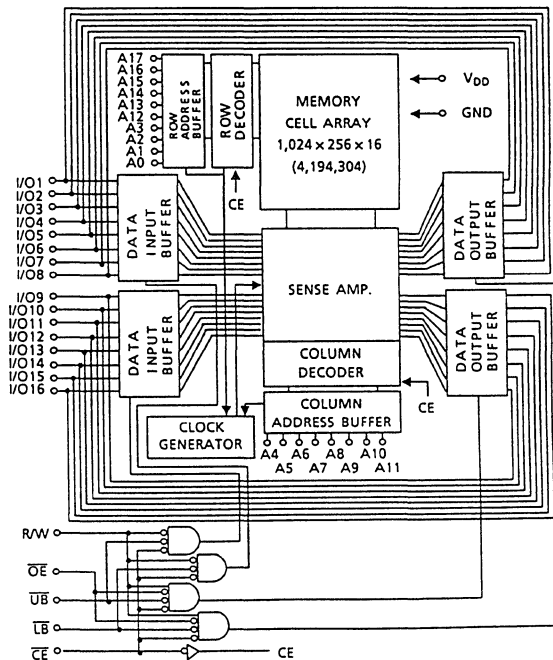 A17
A16
A15
A14
A13
A12
A3
A2
A1
A0
ROW ADDRESS BUFFER
ROW DECODER
CE
MEMORY
CELL ARRAY
1,024 x 256 x 16
(4,194,304)
VDD
GND
I/O1
I/O2
I/O3
I/O4
I/O5
I/O6
I/O7
I/O8
DATA INPUT BUFFER
SENSE AMP.
DATA OUTPUT BUFFER
I/O9
I/O10
I/O11
I/O12
I/O13
I/O14
I/O15
I/O16
DATA INPUT BUFFER
DATA OUTPUT BUFFER
COLUMN
DECODER
CE
COLUMN
ADDRESS BUFFER
CLOCK
GENERATOR
A4 A6 A8 A10
A5 A7 A9 A11
R/W
OE
UB
LB
CE
CE